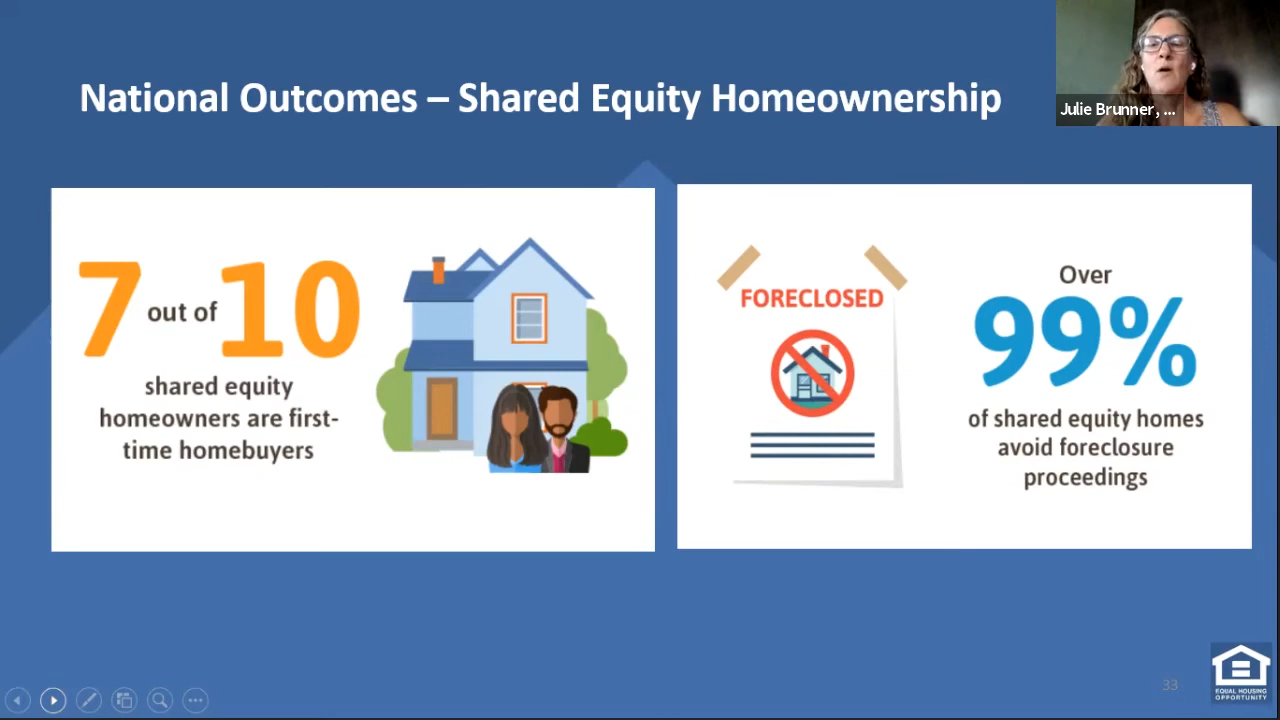 National Outcomes – Shared Equity Homeownership
Julie Brunner, ...
7 out of 10
shared equity
homeowners are first-
time homebuyers
FORECLOSED
Over
99%
of shared equity homes
avoid foreclosure
proceedings
33
EQUAL HOUSING
OPPORTUNITY